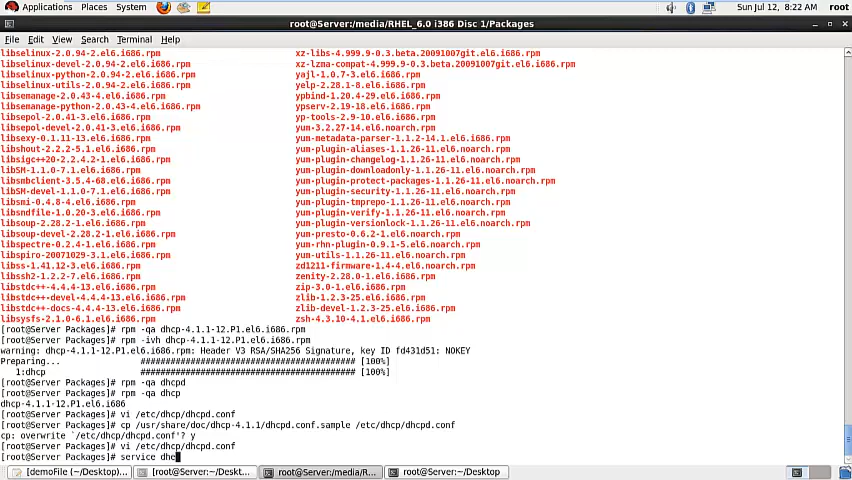 Applications Places System Sun Jul 12, 8:22 AM root
root@Server:/media/RHEL_6.0 i386 Disc 1/Packages
File Edit View Search Terminal Help
libselinux-2.0.94-2.el6.i686.rpm xz-libs-4.999.9-0.3.beta.20091007git.el6.i686.rpm
libselinux-devel-2.0.94-2.el6.i686.rpm xz-lzma-compat-4.999.9-0.3.beta.20091007git.el6.i686.rpm
libselinux-python-2.0.94-2.el6.i686.rpm yajl-1.0.7-3.el6.i686.rpm
libselinux-utils-2.0.94-2.el6.i686.rpm yelp-2.28.1-8.el6.i686.rpm
libsemanage-2.0.43-4.el6.i686.rpm ypbind-1.20.4-29.el6.i686.rpm
libsemanage-python-2.0.43-4.el6.i686.rpm ypserv-2.19-18.el6.i686.rpm
libsepol-2.0.41-3.el6.i686.rpm yp-tools-2.9-10.el6.i686.rpm
libsepol-devel-2.0.41-3.el6.i686.rpm yum-3.2.27-14.el6.noarch.rpm
libsexy-0.1.11-13.el6.i686.rpm yum-metadata-parser-1.1.2-14.1.el6.i686.rpm
libshout-2.2.2-5.1.el6.i686.rpm yum-plugin-aliases-1.1.26-11.el6.noarch.rpm
libsigc++20-2.2.4.2-1.el6.i686.rpm yum-plugin-changelog-1.1.26-11.el6.noarch.rpm
libSM-1.1.0-7.1.el6.i686.rpm yum-plugin-downloadonly-1.1.26-11.el6.noarch.rpm
libsmbclient-3.5.4-68.el6.i686.rpm yum-plugin-protect-packages-1.1.26-11.el6.noarch.rpm
libSM-devel-1.1.0-7.1.el6.i686.rpm yum-plugin-security-1.1.26-11.el6.noarch.rpm
libsmi-0.4.8-4.el6.i686.rpm yum-plugin-tmprepo-1.1.26-11.el6.noarch.rpm
libsndfile-1.0.20-3.el6.i686.rpm yum-plugin-verify-1.1.26-11.el6.noarch.rpm
libsoup-2.28.2-1.el6.i686.rpm yum-plugin-versionlock-1.1.26-11.el6.noarch.rpm
libsoup-devel-2.28.2-1.el6.i686.rpm yum-presto-0.6.2-1.el6.noarch.rpm
libspectre-0.2.4-1.el6.i686.rpm yum-rhn-plugin-0.9.1-5.el6.noarch.rpm
libspiro-20071029-3.1.el6.i686.rpm yum-utils-1.1.26-11.el6.noarch.rpm
libss-1.41.12-3.el6.i686.rpm zd1211-firmware-1.4-4.el6.noarch.rpm
libssh2-1.2.2-7.el6.i686.rpm zenity-2.28.0-1.el6.i686.rpm
libstdc++-4.4.4-13.el6.i686.rpm zip-3.0-1.el6.i686.rpm
libstdc++-devel-4.4.4-13.el6.i686.rpm zlib-1.2.3-25.el6.i686.rpm
libstdc++-docs-4.4.4-13.el6.i686.rpm zlib-devel-1.2.3-25.el6.i686.rpm
libsysfs-2.1.0-6.1.el6.i686.rpm zsh-4.3.10-4.1.el6.i686.rpm
[root@Server Packages]# rpm -qa dhcp-4.1.1-12.P1.el6.i686.rpm
[root@Server Packages]# rpm -ivh dhcp-4.1.1-12.P1.el6.i686.rpm
warning: dhcp-4.1.1-12.P1.el6.i686.rpm: Header V3 RSA/SHA256 Signature, key ID fd431d51: NOKEY
Preparing... ########################################### [100%]
1:dhcp ########################################### [100%]
[root@Server Packages]# rpm -qa dhcpd
[root@Server Packages]# rpm -qa dhcp
dhcp-4.1.1-12.P1.el6.i686
[root@Server Packages]# vi /etc/dhcp/dhcpd.conf
[root@Server Packages]# cp /usr/share/doc/dhcp-4.1.1/dhcpd.conf.sample /etc/dhcp/dhcpd.conf
cp: overwrite `/etc/dhcp/dhcpd.conf'? y
[root@Server Packages]# vi /etc/dhcp/dhcpd.conf
[root@Server Packages]# service dhc
[demoFile (~/Desktop)... [root@Server:~/Deskt... root@Server:/media/R... root@Server:~/Desktop